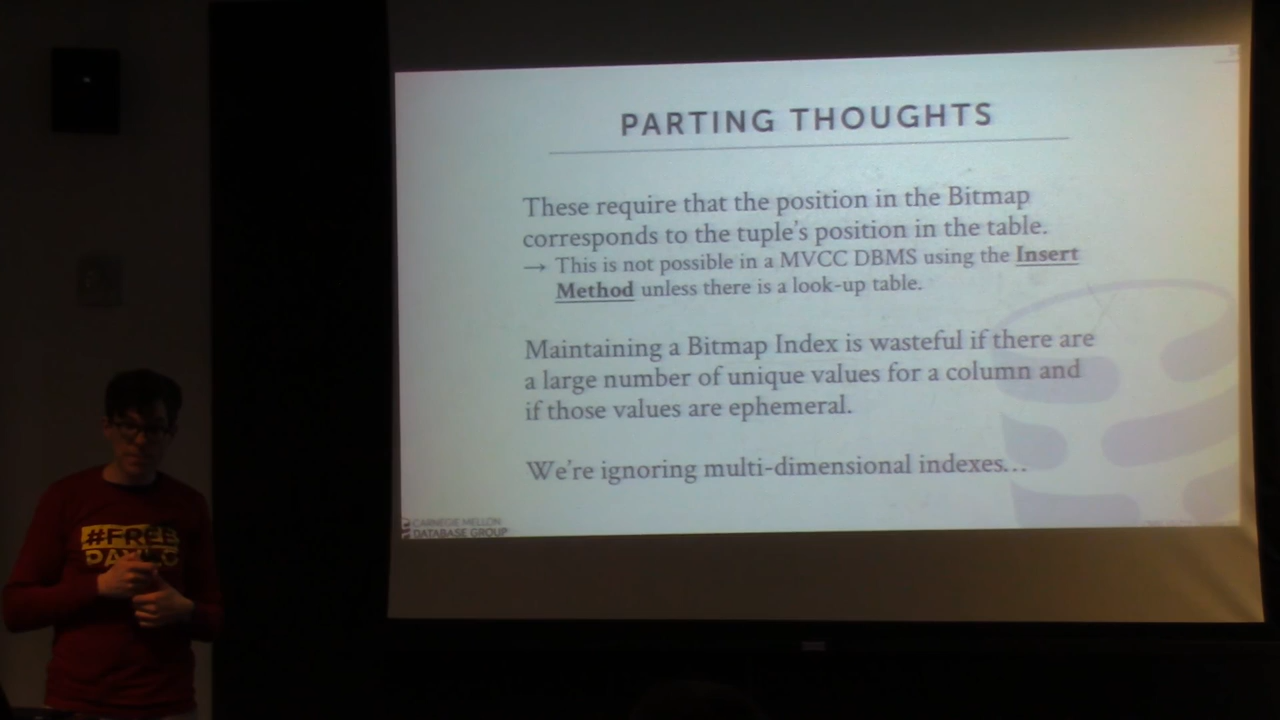 PARTING THOUGHTS
These require that the position in the Bitmap
corresponds to the tuple's position in the table.
→ This is not possible in a MVCC DBMS using the Insert
Method unless there is a look-up table.
Maintaining a Bitmap Index is wasteful if there are
a large number of unique values for a column and
if those values are ephemeral.
We're ignoring multi-dimensional indexes...
CARNEGIE MELLON
DATABASE GROUP
#FREE